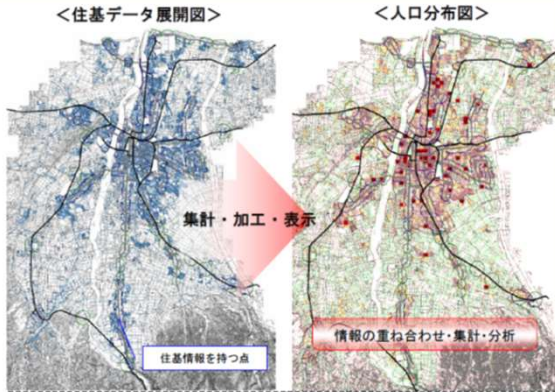 ＜住基データ展開図＞
＜人口分布図＞
集計・加工・表示
住基情報を持つ点
情報の重ね合わせ・集計・分析